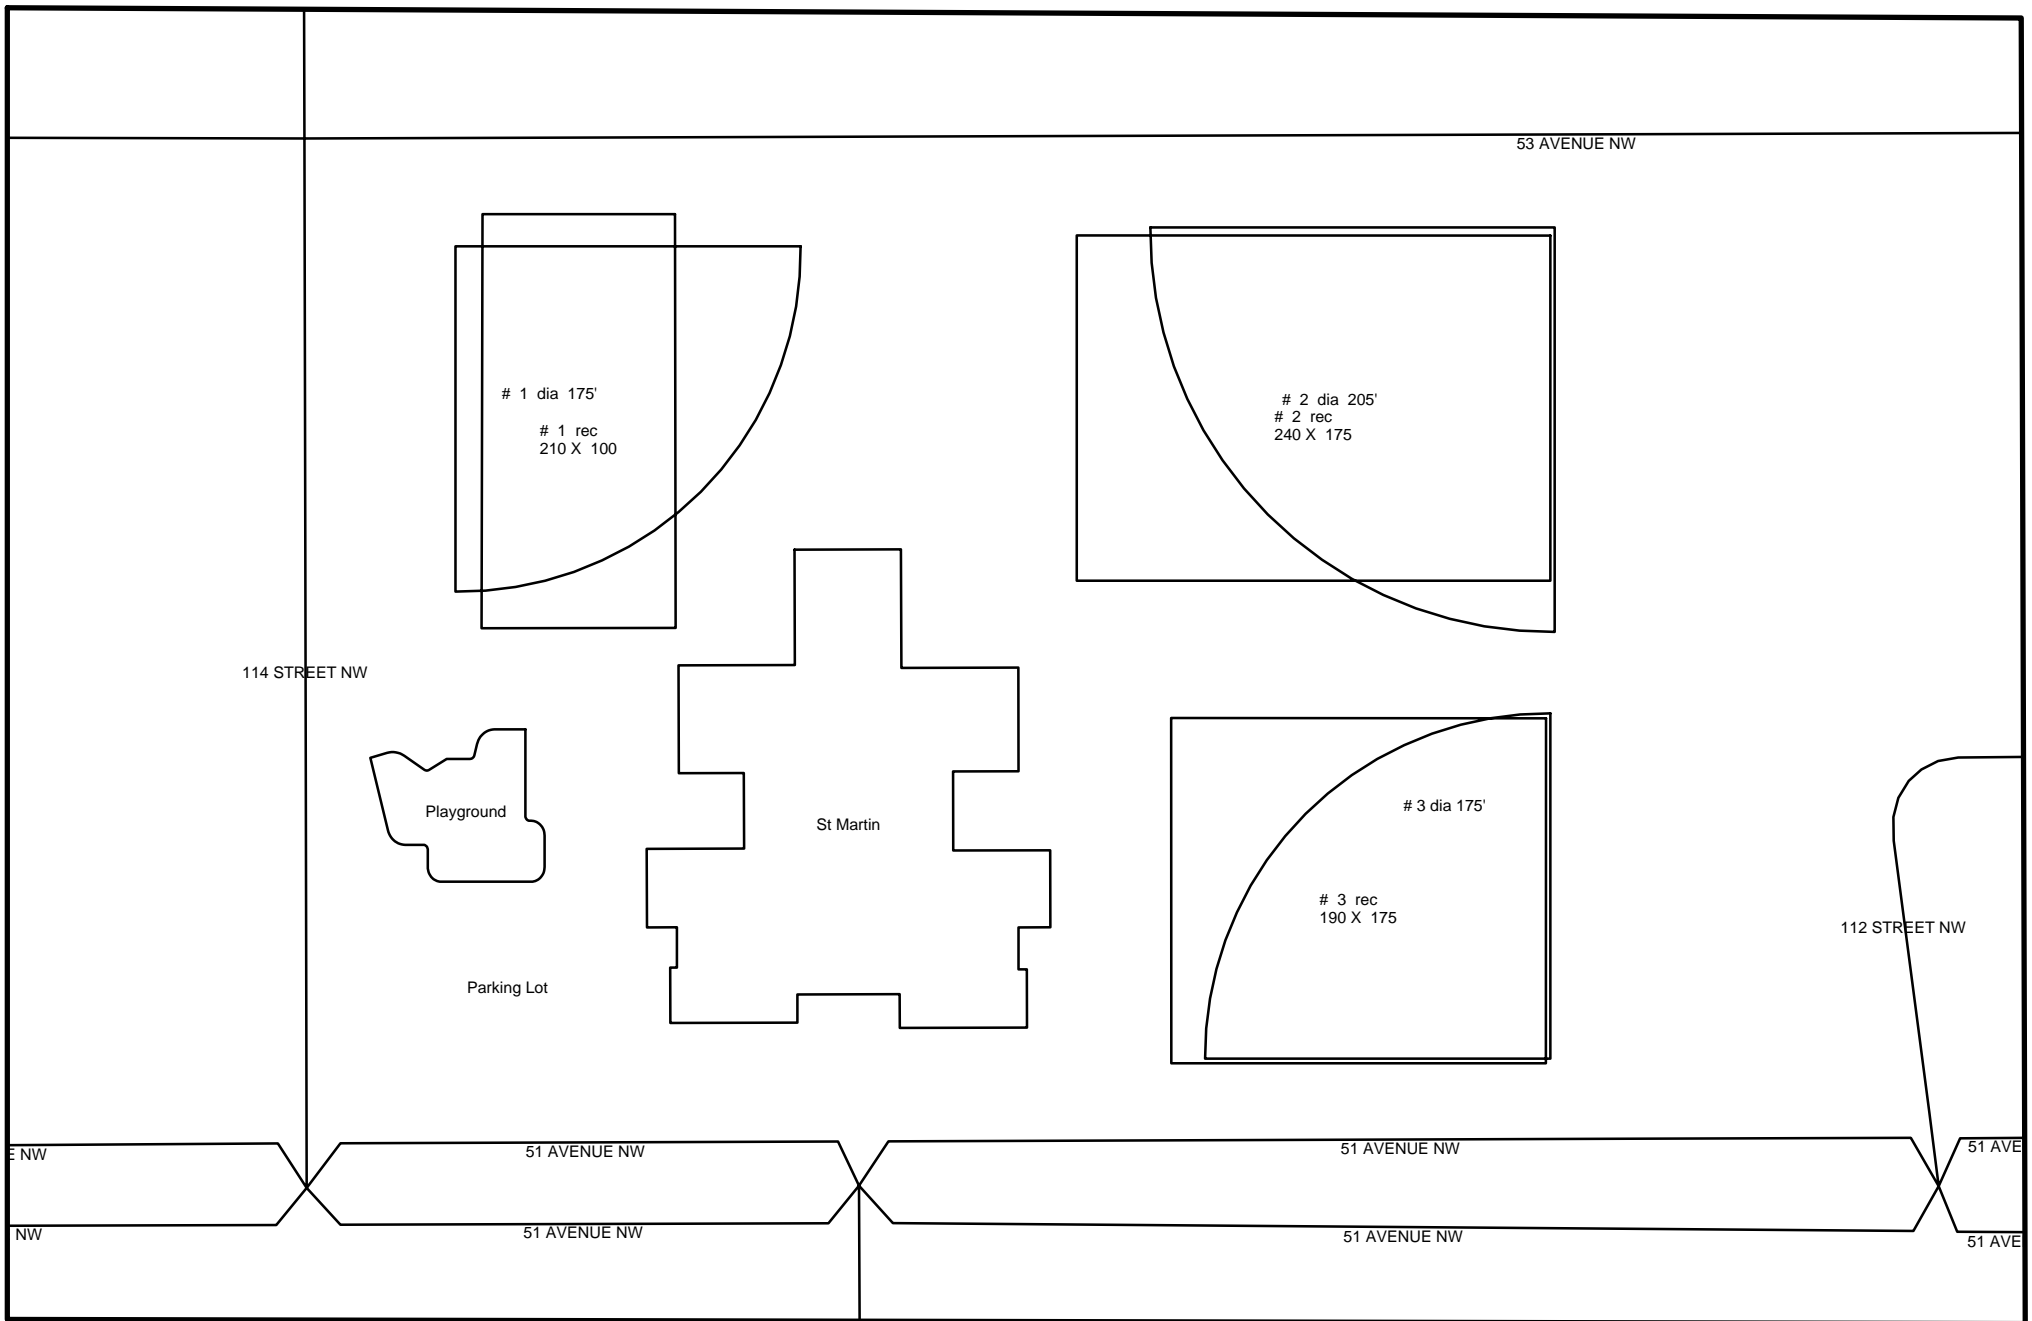 53 AVENUE NW
# 1 dia 175'
# 1 rec
210 X 100
# 2 dia 205'
# 2 rec
240 X 175
114 STREET NW
Playground
St Martin
# 3 dia 175'
# 3 rec
190 X 175
112 STREET NW
Parking Lot
E NW
51 AVENUE NW
51 AVENUE NW
51 AVE
NW
51 AVENUE NW
51 AVENUE NW
51 AVE